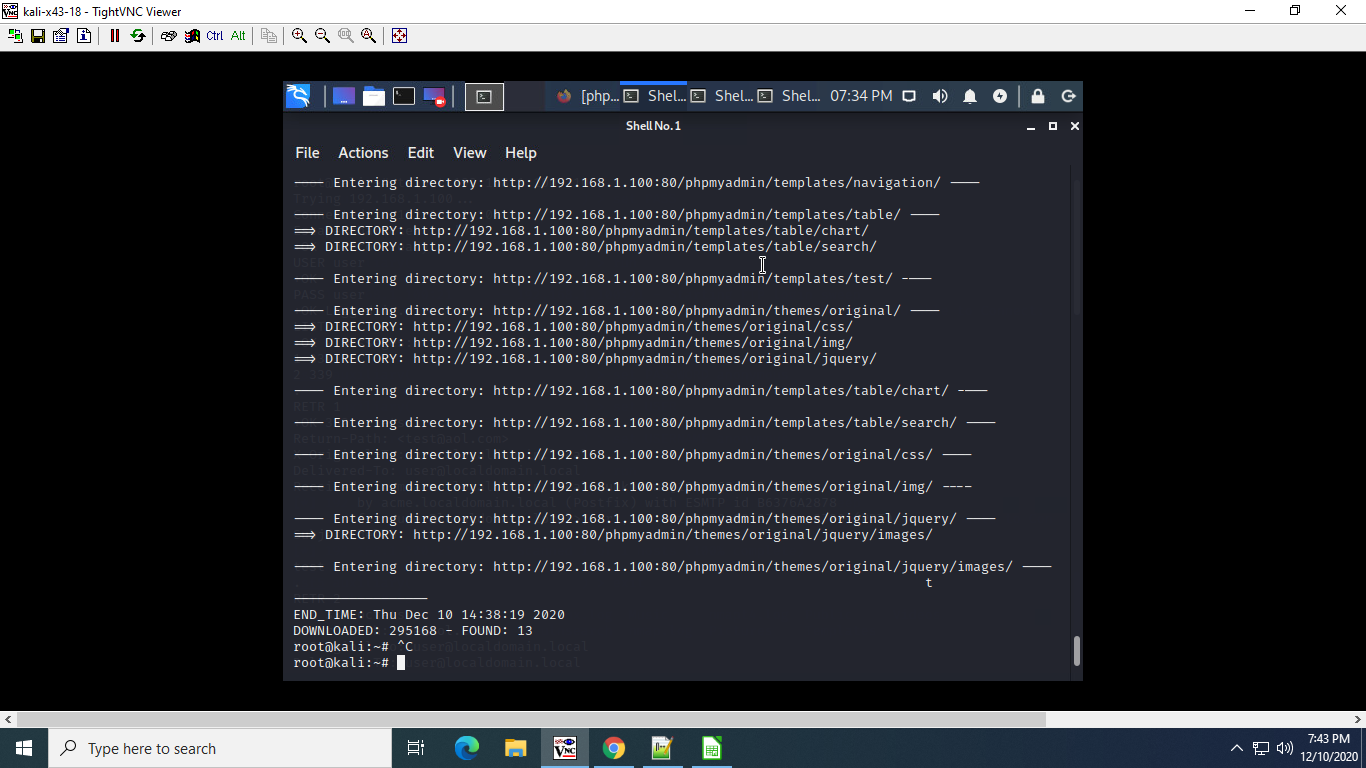 kali-x43-18 - TightVNC Viewer
Ctrl Alt
[php... Shel... Shel... Shel... 07:34 PM
Shell No. 1
File Actions Edit View Help
---- Entering directory: http://192.168.1.100:80/phpmyadmin/templates/navigation/ ----
---- Entering directory: http://192.168.1.100:80/phpmyadmin/templates/table/ ----
==> DIRECTORY: http://192.168.1.100:80/phpmyadmin/templates/table/chart/
==> DIRECTORY: http://192.168.1.100:80/phpmyadmin/templates/table/search/
---- Entering directory: http://192.168.1.100:80/phpmyadmin/templates/test/ ----
---- Entering directory: http://192.168.1.100:80/phpmyadmin/themes/original/ ----
==> DIRECTORY: http://192.168.1.100:80/phpmyadmin/themes/original/css/
==> DIRECTORY: http://192.168.1.100:80/phpmyadmin/themes/original/img/
==> DIRECTORY: http://192.168.1.100:80/phpmyadmin/themes/original/jquery/
---- Entering directory: http://192.168.1.100:80/phpmyadmin/templates/table/chart/ ----
---- Entering directory: http://192.168.1.100:80/phpmyadmin/templates/table/search/ ----
---- Entering directory: http://192.168.1.100:80/phpmyadmin/themes/original/css/ ----
---- Entering directory: http://192.168.1.100:80/phpmyadmin/themes/original/img/ ----
---- Entering directory: http://192.168.1.100:80/phpmyadmin/themes/original/jquery/ ----
==> DIRECTORY: http://192.168.1.100:80/phpmyadmin/themes/original/jquery/images/
---- Entering directory: http://192.168.1.100:80/phpmyadmin/themes/original/jquery/images/ ----
t
-----------------
END_TIME: Thu Dec 10 14:38:19 2020
DOWNLOADED: 295168 - FOUND: 13
root@kali:~# ^C
root@kali:~#
Type here to search
7:43 PM
12/10/2020